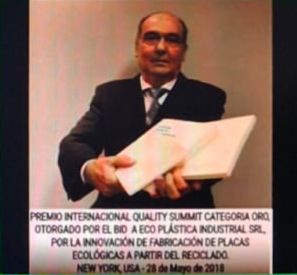 PREMIO INTERNACIONAL QUALITY SUMMIT CATEGORIA ORO,
OTORGADO POR EL BID A ECO PLÁSTICA INDUSTRIAL SRL,
POR LA INNOVACIÓN DE FABRICACIÓN DE PLACAS
ECOLÓGICAS A PARTIR DEL RECICLADO.
NEW YORK, USA - 28 de Mayo de 2018